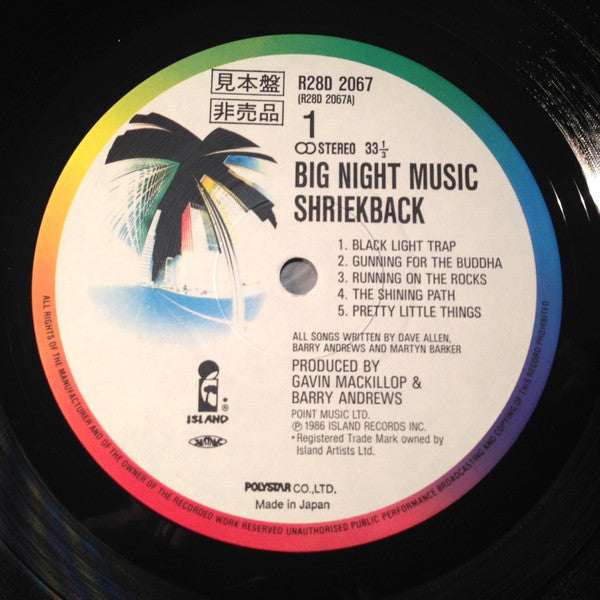 見本盤
非売品
R28D 2067
(R28D 2067A)
1
STEREO 33 1/3
BIG NIGHT MUSIC
SHRIEKBACK
1. BLACK LIGHT TRAP
2. GUNNING FOR THE BUDDHA
3. RUNNING ON THE ROCKS
4. THE SHINING PATH
5. PRETTY LITTLE THINGS
ALL SONGS WRITTEN BY DAVE ALLEN,
BARRY ANDREWS AND MARTYN BARKER
PRODUCED BY
GAVIN MACKILLOP &
BARRY ANDREWS
POINT MUSIC LTD.
Ⓟ 1986 ISLAND RECORDS INC.
*Registered Trade Mark owned by
Island Artists Ltd.
ISLAND®
POLYSTAR CO.,LTD.
Made in Japan
ALL RIGHTS OF THE MANUFACTURER AND OF THE OWNER OF THE RECORDED WORK RESERVED UNAUTHORISED PUBLIC PERFORMANCE BROADCASTING AND COPYING OF THIS RECORD PROHIBITED